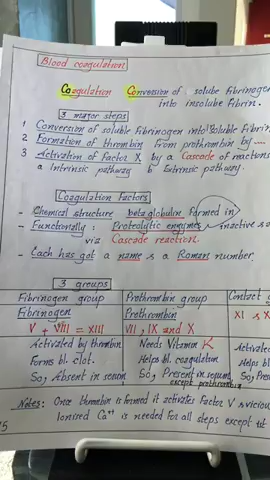 Blood coagulation
Coagulation Conversion of soluble fibrinogen
into insoluble fibrin.
3 major steps
1 Conversion of soluble fibrinogen into soluble fibrin
2 Formation of thrombin from prothrombin by ....
3 Activation of Factor X by a Cascade of reactions
a Intrinsic pathway b Extrinsic pathway.
Coagulation factors
- Chemical structure beta globulin formed in
- Functionally: Proteolytic enzymes inactive
via Cascade reaction.
- Each has got a name & a Roman number.
3 groups
Fibrinogen group Prothrombin group Contact
Fibrinogen Prothrombin XI
V + VIII = XIII VII, IX and X
Activated by thrombin Needs Vitamin K Activated
Forms bl. clot. Helps bl. coagulation Helps bl
So, Absent in serum So, Present in serum So, P
except prothrombin
Notes: Once thrombin is formed it activates Factor V
Ionised Ca++ is needed for all steps except